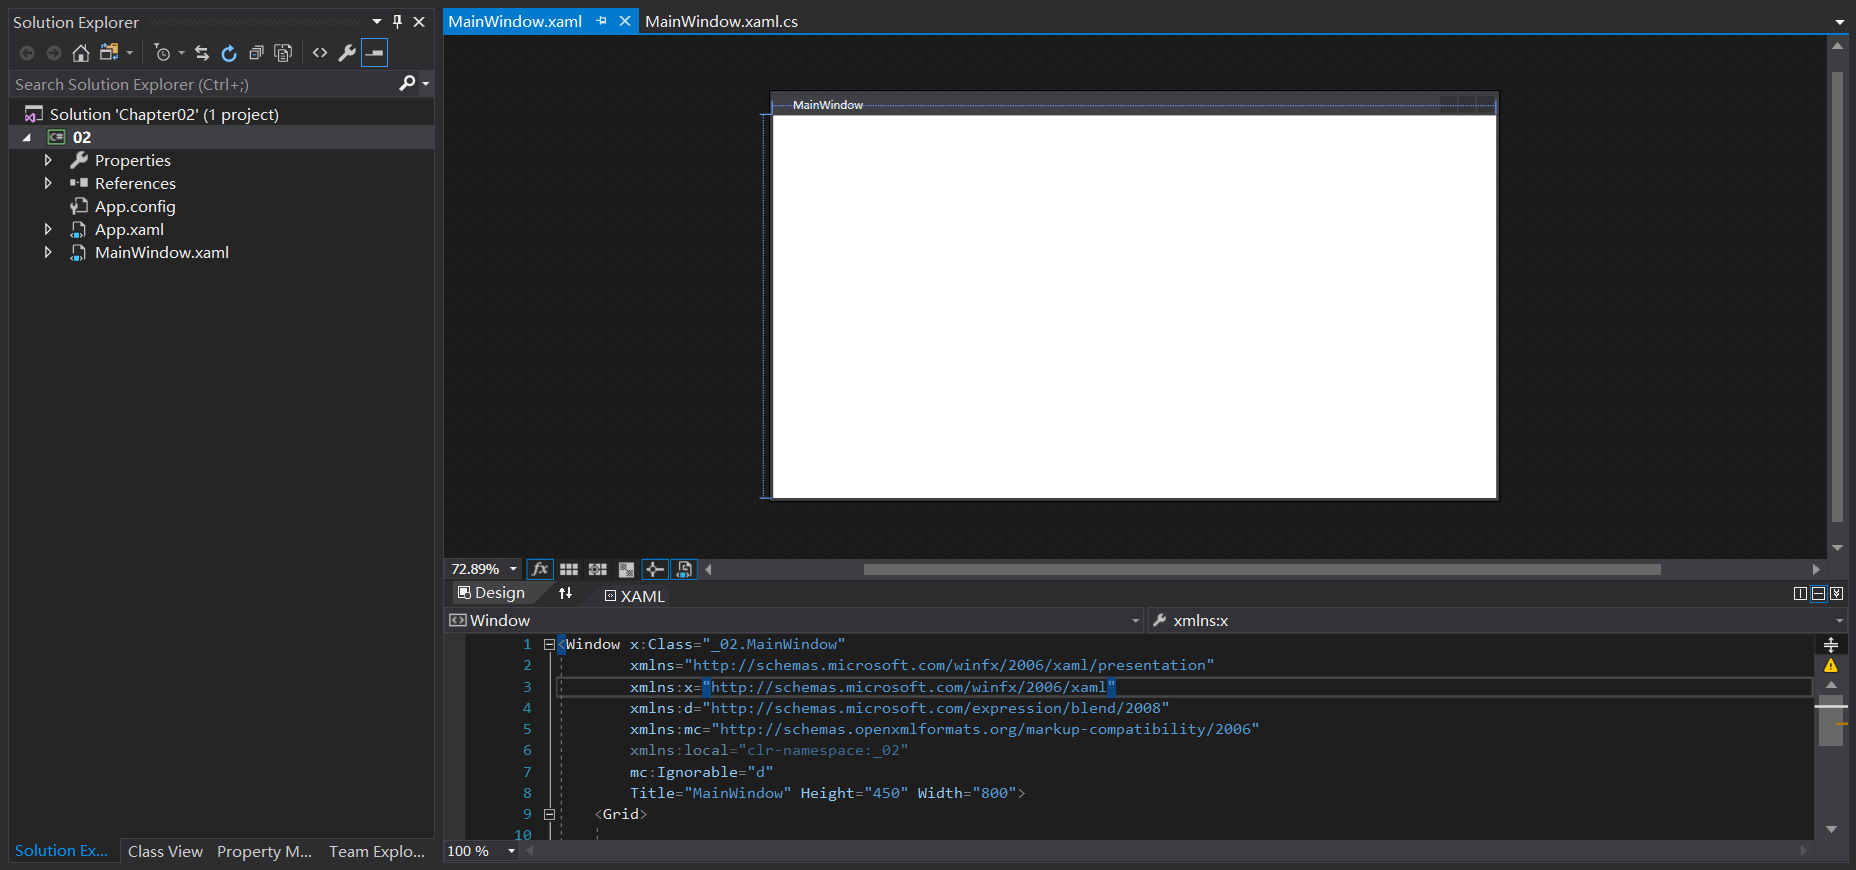 Solution Explorer
Search Solution Explorer (Ctrl+;)
Solution 'Chapter02' (1 project)
C# 02
Properties
References
App.config
App.xaml
MainWindow.xaml
Solution Ex...
Class View
Property M...
Team Explo...
MainWindow.xaml
MainWindow.xaml.cs
MainWindow
72.89%
fx
Design
XAML
Window
xmlns:x
1 <Window x:Class="_02.MainWindow"
2 xmlns="http://schemas.microsoft.com/winfx/2006/xaml/presentation"
3 xmlns:x="http://schemas.microsoft.com/winfx/2006/xaml"
4 xmlns:d="http://schemas.microsoft.com/expression/blend/2008"
5 xmlns:mc="http://schemas.openxmlformats.org/markup-compatibility/2006"
6 xmlns:local="clr-namespace:_02"
7 mc:Ignorable="d"
8 Title="MainWindow" Height="450" Width="800">
9 <Grid>
10
100 %